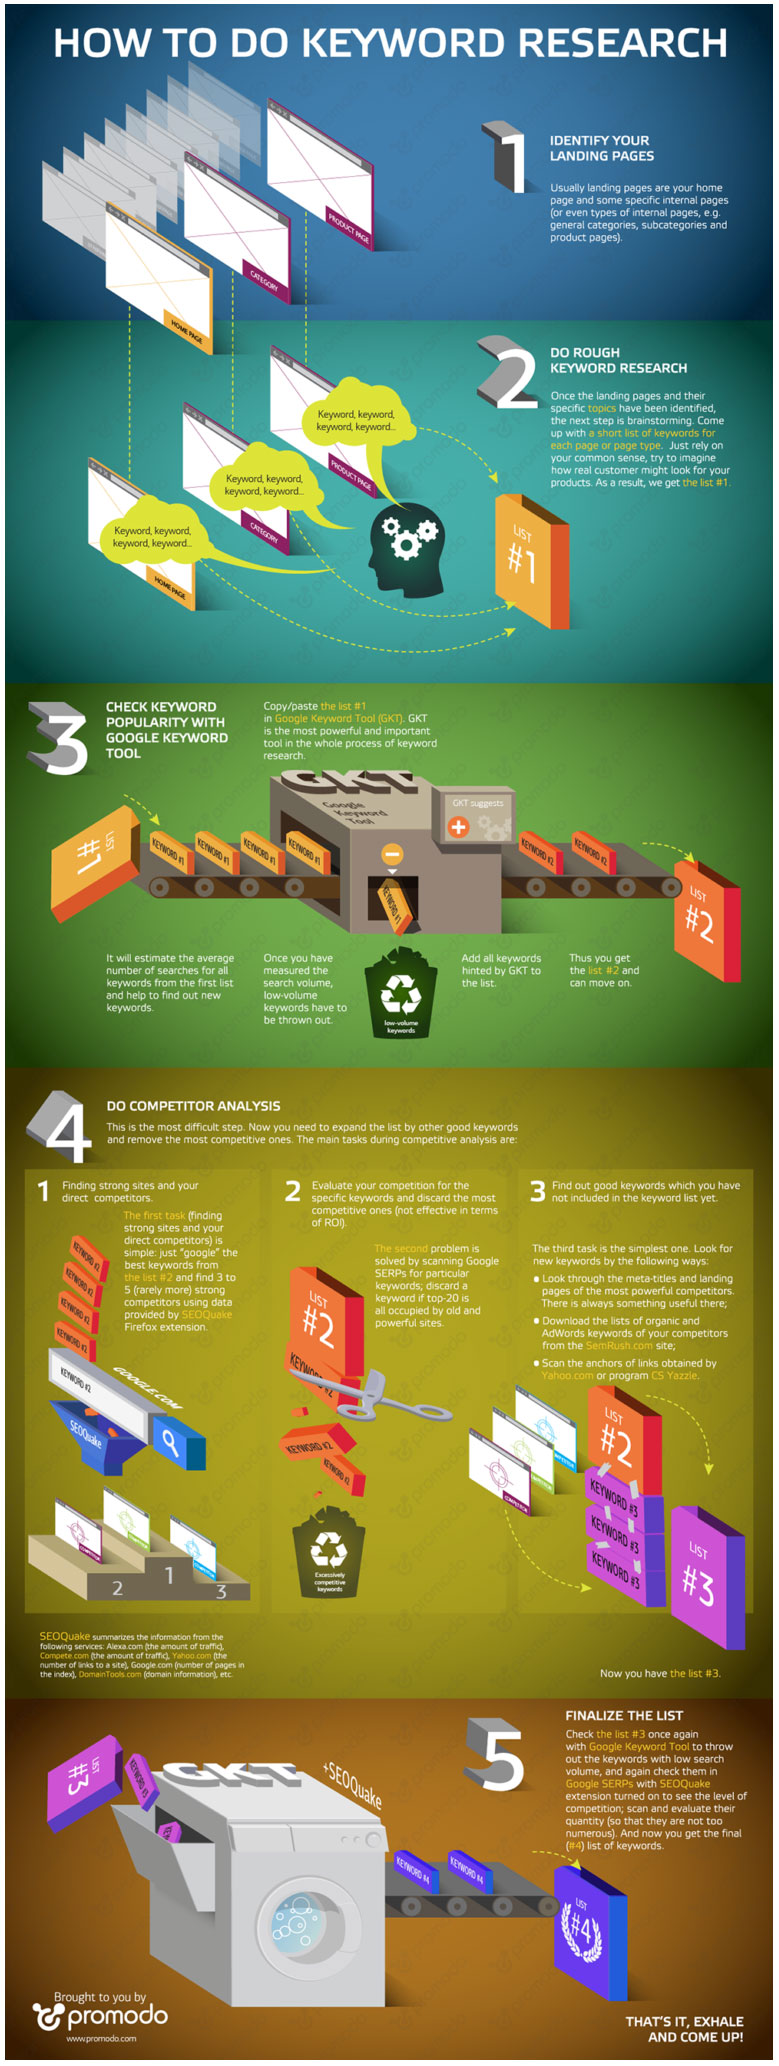 HOW TO DO KEYWORD RESEARCH
1
IDENTIFY YOUR
LANDING PAGES
Usually landing pages are your home
page and some specific internal pages
(or even types of internal pages, e.g.
general categories, subcategories and
product pages).
PRODUCT PAGE
CATEGORY
HOME PAGE
2
DO ROUGH
KEYWORD RESEARCH
Once the landing pages and their
specific topics have been identified,
the next step is brainstorming. Come
up with a short list of keywords for
each page or page type. Just rely on
your common sense, try to imagine
how real customer might look for your
products. As a result, we get the list #1.
Keyword, keyword,
keyword, keyword...
PRODUCT PAGE
Keyword, keyword,
keyword, keyword...
CATEGORY
Keyword, keyword,
keyword, keyword...
HOME PAGE
LIST
#1
3
CHECK KEYWORD
POPULARITY WITH
GOOGLE KEYWORD
TOOL
Copy/paste the list #1
in Google Keyword Tool (GKT). GKT
is the most powerful and important
tool in the whole process of keyword
research.
GKT
Google
Keyword
Tool
GKT suggests
LIST
#1
KEYWORD #1
KEYWORD #1
KEYWORD #1
KEYWORD #1
KEYWORD #1
KEYWORD #2
KEYWORD #2
LIST
#2
It will estimate the average
number of searches for all
keywords from the first list
and help to find out new
keywords.
Once you have
measured the
search volume,
low-volume
keywords have to
be thrown out.
low-volume
keywords
Add all keywords
hinted by GKT to
the list.
Thus you get
the list #2 and
can move on.
4
DO COMPETITOR ANALYSIS
This is the most difficult step. Now you need to expand the list by other good keywords
and remove the most competitive ones. The main tasks during competitive analysis are:
1
Finding strong sites and your
direct competitors.
The first task (finding
strong sites and your
direct competitors) is
simple: just "google" the
best keywords from
the list #2 and find 3 to
5 (rarely more) strong
competitors using data
provided by SEOQuake
Firefox extension.
KEYWORD #2
KEYWORD #2
KEYWORD #2
KEYWORD #2
KEYWORD #2
GOOGLE.COM
SEOQuake
COMPETITOR
COMPETITOR
COMPETITOR
2
1
3
SEOQuake summarizes the information from the
following services: Alexa.com (the amount of traffic),
Compete.com (the amount of traffic), Yahoo.com (the
number of links to a site), Google.com (number of pages in
the index), DomainTools.com (domain information), etc.
2
Evaluate your competition for the
specific keywords and discard the most
competitive ones (not effective in terms
of ROI).
The second problem is
solved by scanning Google
SERPs for particular
keywords; discard a
keyword if top-20 is
all occupied by old and
powerful sites.
LIST
#2
KEYWORD #2
KEYWORD #2
KEYWORD #2
Excessively
competitive
keywords
3
Find out good keywords which you have
not included in the keyword list yet.
The third task is the simplest one. Look for
new keywords by the following ways:
Look through the meta-titles and landing
pages of the most powerful competitors.
There is always something useful there;
Download the lists of organic and
AdWords keywords of your competitors
from the SemRush.com site;
Scan the anchors of links obtained by
Yahoo.com or program CS Yazzle.
COMPETITOR
COMPETITOR
COMPETITOR
LIST
#2
KEYWORD #3
KEYWORD #3
KEYWORD #3
LIST
#3
Now you have the list #3.
5
FINALIZE THE LIST
Check the list #3 once again
with Google Keyword Tool to throw
out the keywords with low search
volume, and again check them in
Google SERPs with SEOQuake
extension turned on to see the level of
competition; scan and evaluate their
quantity (so that they are not too
numerous). And now you get the final
(#4) list of keywords.
LIST
#3
KEYWORD #3
GKT
+SEOQuake
KEYWORD #4
KEYWORD #4
LIST
#4
Brought to you by
promodo
www.promodo.com
THAT'S IT, EXHALE
AND COME UP!